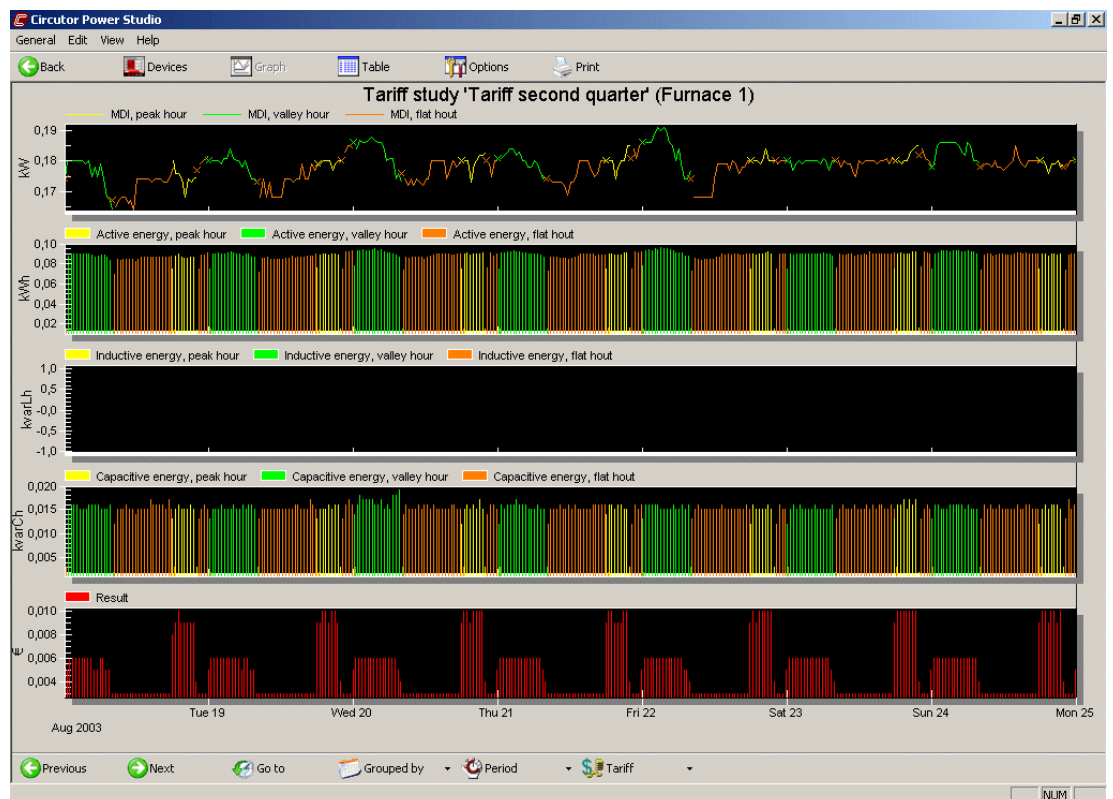 Circutor Power Studio
General Edit View Help
Back Devices Graph Table Options Print
Tariff study 'Tariff second quarter' (Furnace 1)
MDI, peak hour MDI, valley hour MDI, flat hout
kW
0,19
0,18
0,17
Active energy, peak hour Active energy, valley hour Active energy, flat hout
kWh
0,10
0,08
0,06
0,04
0,02
Inductive energy, peak hour Inductive energy, valley hour Inductive energy, flat hout
kvarLh
1,0
0,5
-0,0
-0,5
-1,0
Capacitive energy, peak hour Capacitive energy, valley hour Capacitive energy, flat hout
kvarCh
0,020
0,015
0,010
0,005
Result
€
0,010
0,008
0,006
0,004
Tue 19 Wed 20 Thu 21 Fri 22 Sat 23 Sun 24 Mon 25
Aug 2003
Previous Next Go to Grouped by Period Tariff
NUM